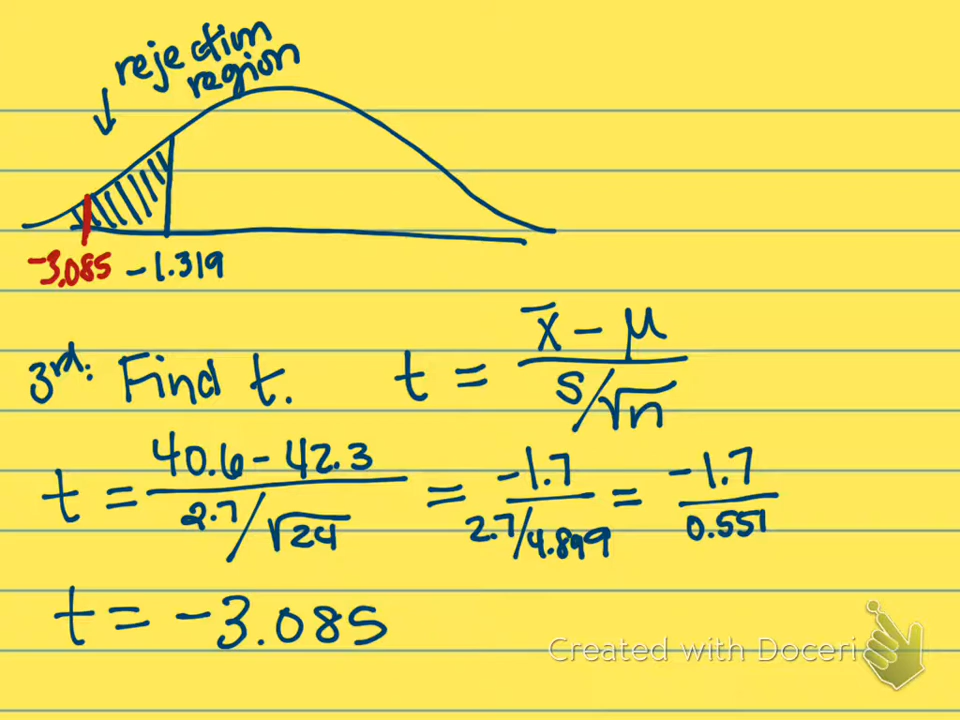 rejection
region
-3.085 -1.319
3rd: Find t. t = x̄ - μ / s/√n
t = 40.6 - 42.3 / 2.7/√24 = -1.7 / 2.7/4.899 = -1.7 / 0.551
t = -3.085
Created with Doceri